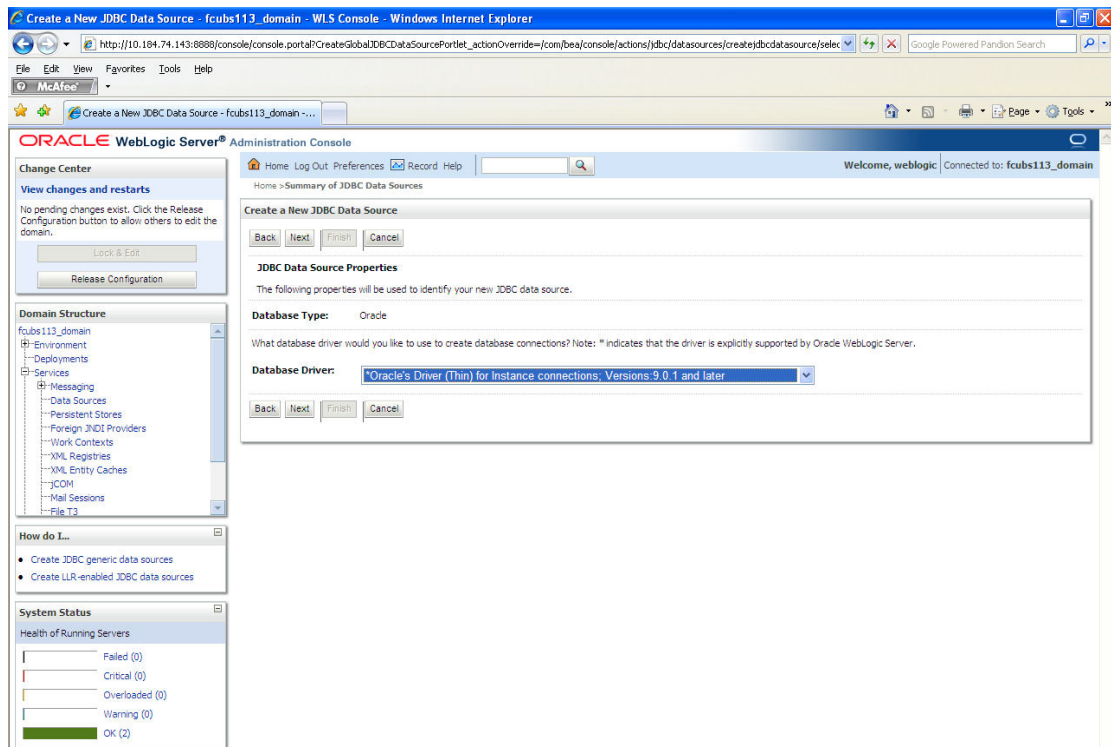 Create a New JDBC Data Source - fcubs113_domain - WLS Console - Windows Internet Explorer
http://10.184.74.143:8888/console/console.portal?CreateGlobalJDBCDataSourcePortlet_actionOverride=/com/bea/console/actions/jdbc/datasources/createjdbcdatasource/selec
Google Powered Pandion Search
File Edit View Favorites Tools Help
McAfee
Create a New JDBC Data Source - fcubs113_domain -...
Page Tools
ORACLE WebLogic Server® Administration Console
Change Center
View changes and restarts
No pending changes exist. Click the Release
Configuration button to allow others to edit the
domain.
Lock & Edit
Release Configuration
Domain Structure
fcubs113_domain
Environment
Deployments
Services
Messaging
Data Sources
Persistent Stores
Foreign JNDI Providers
Work Contexts
XML Registries
XML Entity Caches
jCOM
Mail Sessions
File T3
How do I...
Create JDBC generic data sources
Create LLR-enabled JDBC data sources
System Status
Health of Running Servers
Failed (0)
Critical (0)
Overloaded (0)
Warning (0)
OK (2)
Home Log Out Preferences Record Help
Welcome, weblogic Connected to: fcubs113_domain
Home >Summary of JDBC Data Sources
Create a New JDBC Data Source
Back Next Finish Cancel
JDBC Data Source Properties
The following properties will be used to identify your new JDBC data source.
Database Type: Oracle
What database driver would you like to use to create database connections? Note: * indicates that the driver is explicitly supported by Oracle WebLogic Server.
Database Driver: *Oracle's Driver (Thin) for Instance connections; Versions:9.0.1 and later
Back Next Finish Cancel